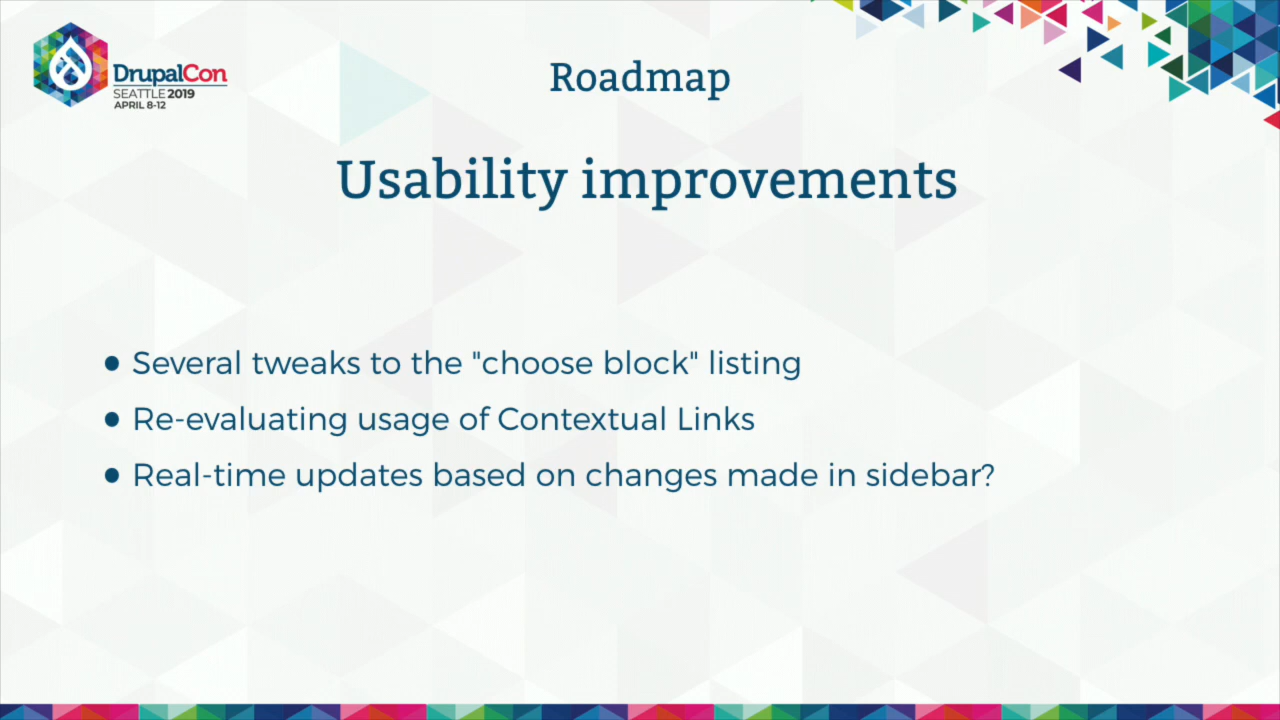 DrupalCon
SEATTLE 2019
APRIL 8-12
Roadmap
Usability improvements
● Several tweaks to the "choose block" listing
● Re-evaluating usage of Contextual Links
● Real-time updates based on changes made in sidebar?